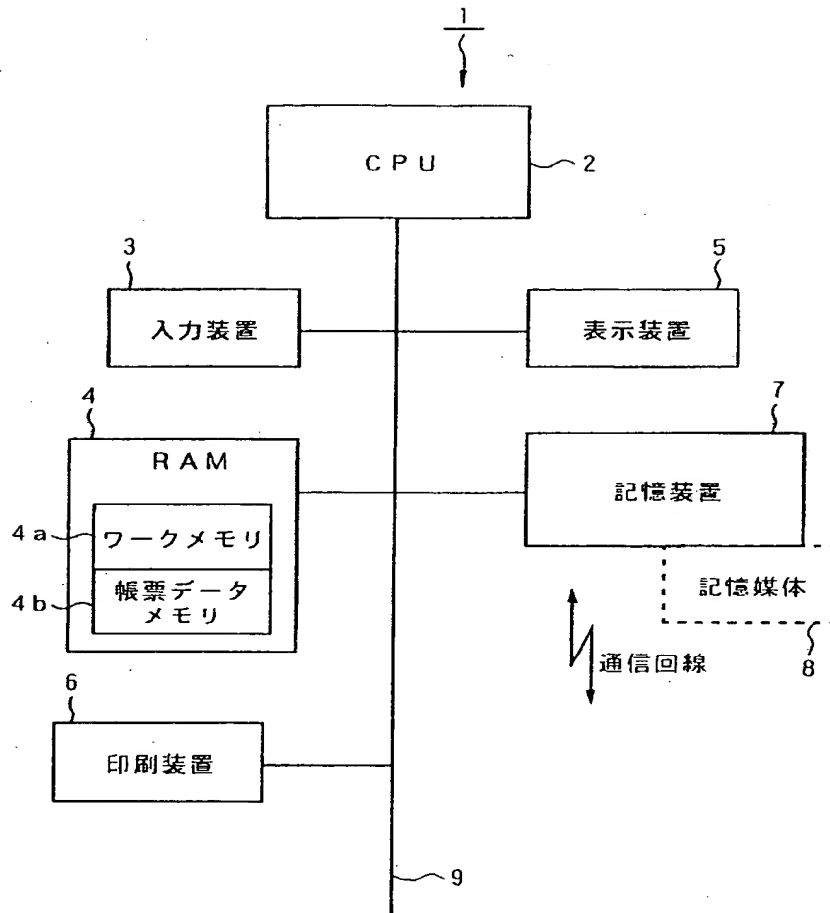 1
CPU
2
3
5
入力装置
表示装置
4
7
RAM
記憶装置
4a
ワークメモリ
4b
帳票データ
メモリ
記憶媒体
8
通信回線
6
印刷装置
9